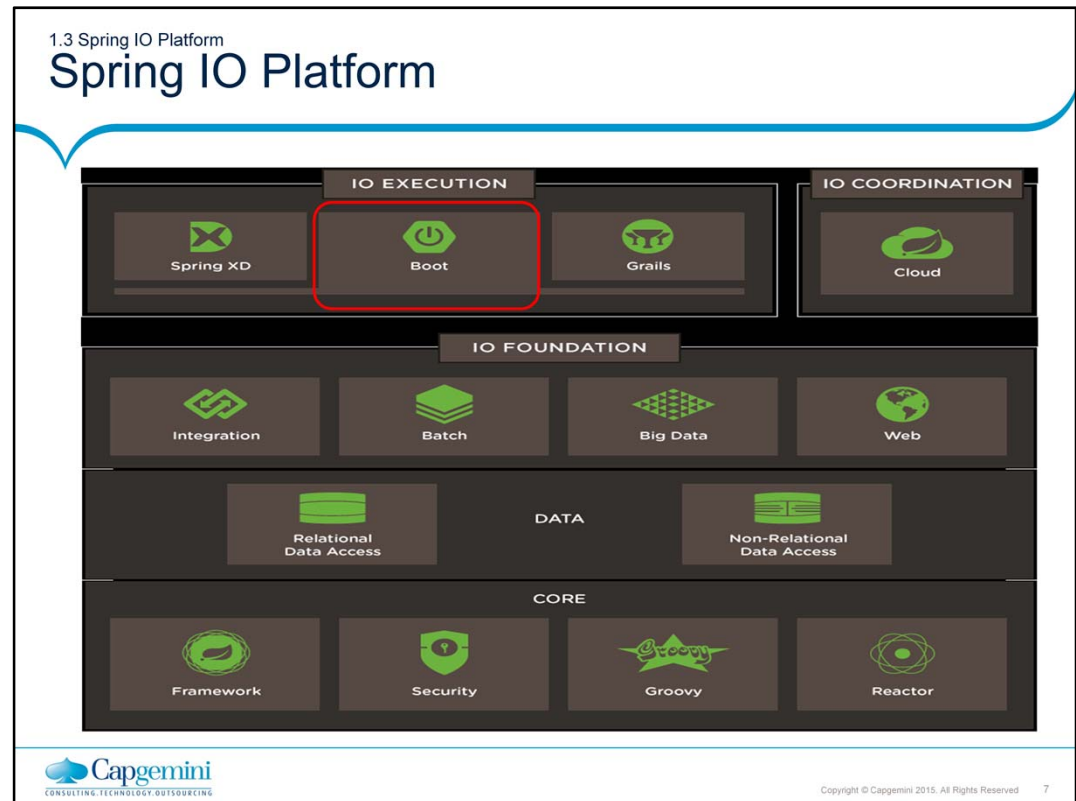 1.3 Spring IO Platform
Spring IO Platform
IO EXECUTION
IO COORDINATION
Spring XD
Boot
Grails
Cloud
IO FOUNDATION
Integration
Batch
Big Data
Web
DATA
Relational
Data Access
Non-Relational
Data Access
CORE
Framework
Security
Groovy
Groovy
Reactor
Capgemini
CONSULTING.TECHNOLOGY.OUTSOURCING
Copyright © Capgemini 2015. All Rights Reserved 7